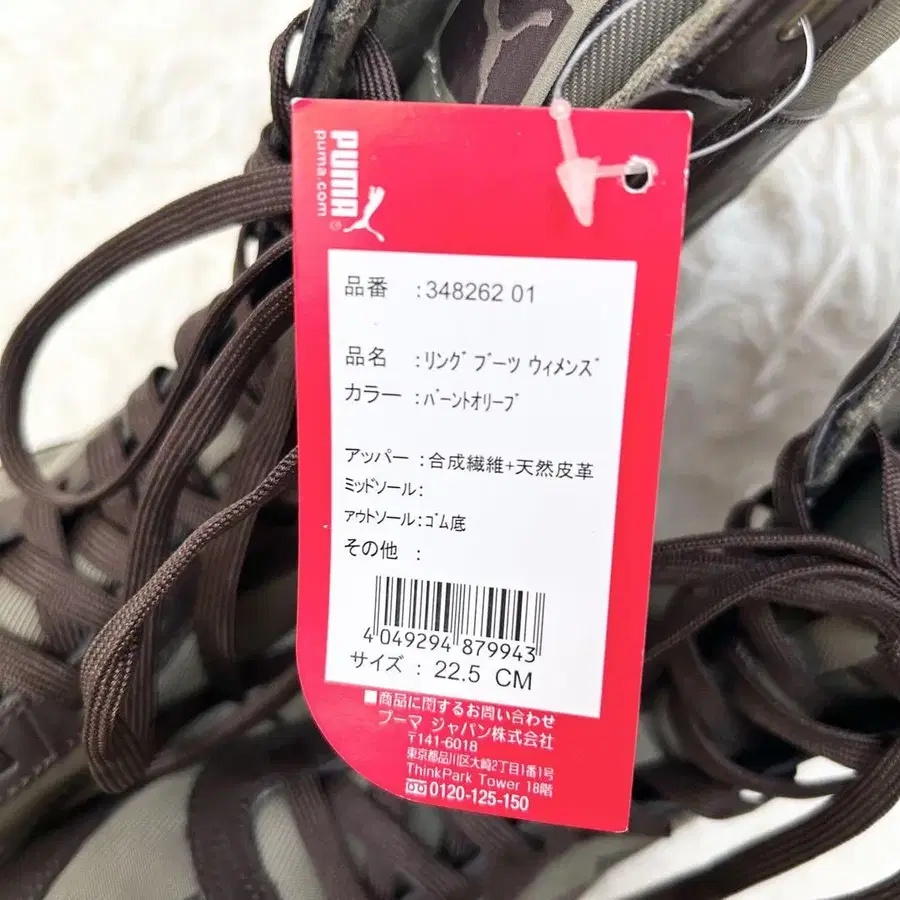 PUMA®
puma.com
品番 :348262 01
品名 :ﾘﾝｸﾞ ﾌﾞｰﾂ ｳｨﾒﾝｽﾞ
カラー :ﾊﾞｰﾝﾄｵﾘｰﾌﾞ
アッパー :合成繊維+天然皮革
ﾐｯﾄﾞｿｰﾙ:
ｱｳﾄｿｰﾙ:ｺﾞﾑ底
その他 :
4 049294 879943
サイズ : 22.5 CM
■商品に関するお問い合わせ
プーマ ジャパン株式会社
〒141-6018
東京都品川区大崎2丁目1番1号
ThinkPark Tower 18階
0120-125-150